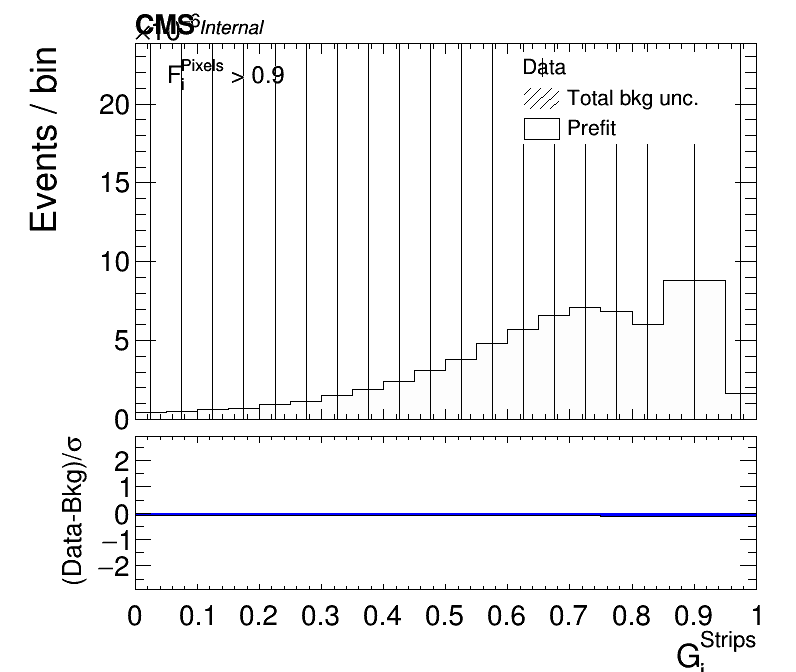 CMS Internal
×10⁻⁶
F_i^Pixels > 0.9
Data
Total bkg unc.
Prefit
Events / bin
20
15
10
5
0
(Data-Bkg)/σ
2
1
0
−1
−2
0 0.1 0.2 0.3 0.4 0.5 0.6 0.7 0.8 0.9 1
G_i^Strips